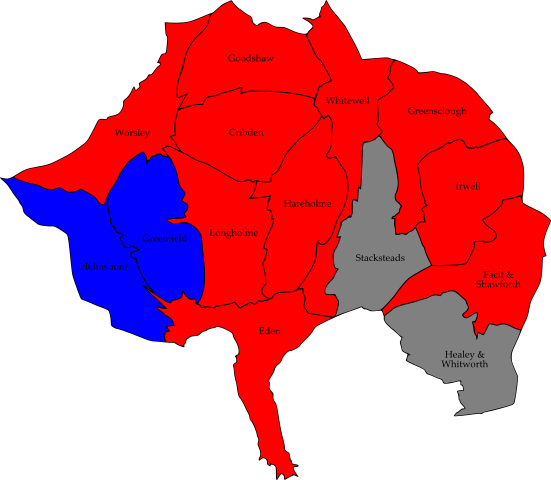 Goodshaw
Whitewell
Greensclough
Worsley
Cribden
Irwell
Hareholme
Longholme
Greenfield
Stacksteads
Helmshore
Facit &
Shawforth
Eden
Healey &
Whitworth